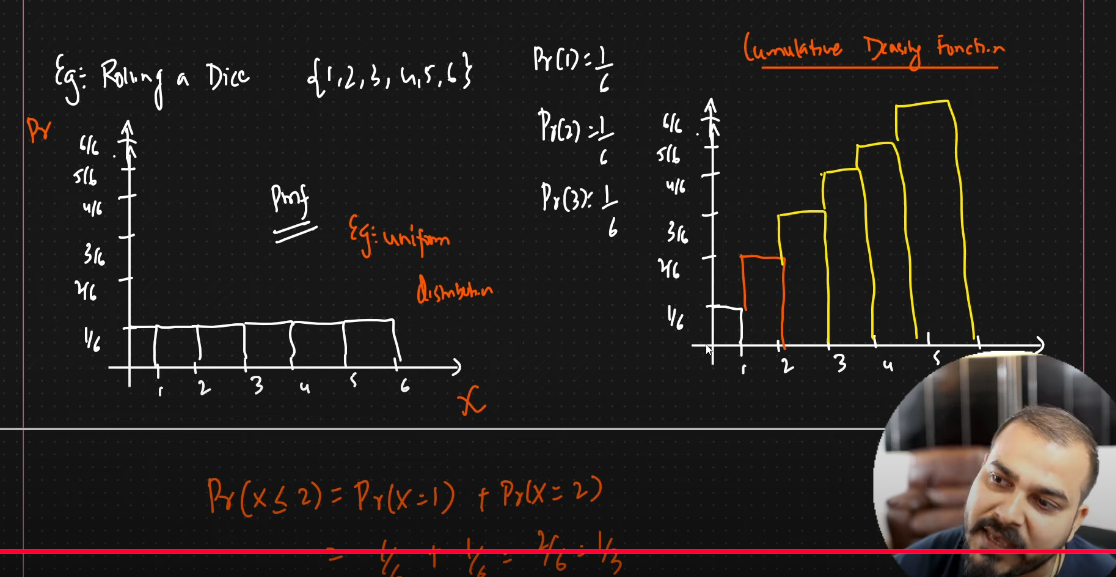 Eg: Rolling a Dice {1, 2, 3, 4, 5, 6}
Pr(1) = 1/6
Pr(2) = 1/6
Pr(3) = 1/6
Pr
6/6
5/6
4/6
3/6
2/6
1/6
Pmf
Eg: uniform
distribution
1 2 3 4 5 6
X
Cumulative Density Function
6/6
5/6
4/6
3/6
2/6
1/6
1 2 3 4 5
Pr(X ≤ 2) = Pr(X = 1) + Pr(X = 2)
= 1/6 + 1/6 = 2/6 = 1/3